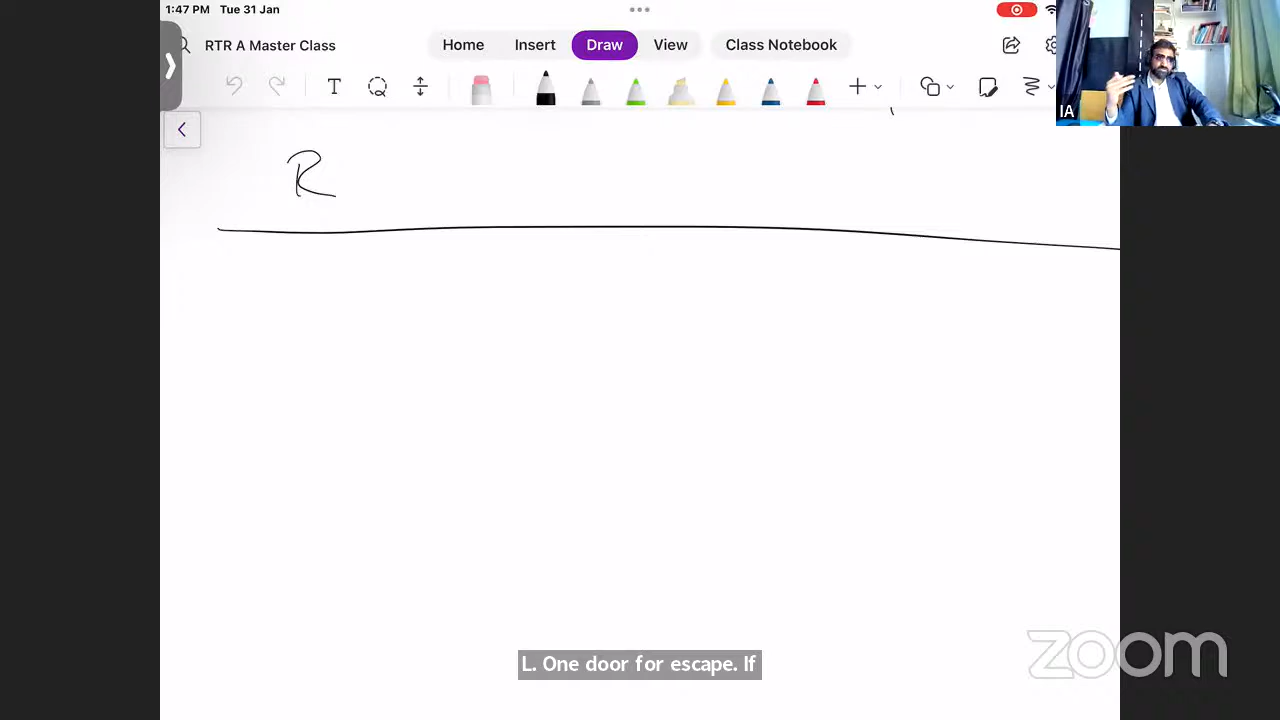 1:47 PM Tue 31 Jan
RTR A Master Class
Home Insert Draw View Class Notebook
T
IA
R
L. One door for escape. If
zoom